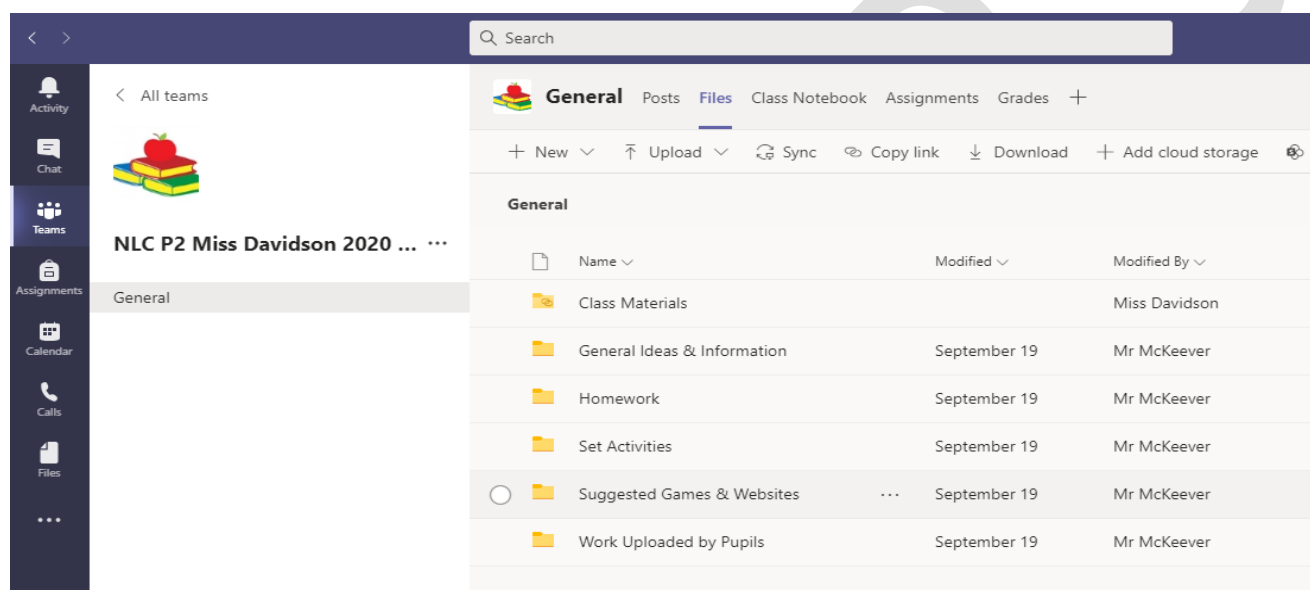 Search
Activity
Chat
Teams
Assignments
Calendar
Calls
Files
All teams
NLC P2 Miss Davidson 2020 ... ···
General
General Posts Files Class Notebook Assignments Grades +
+ New Upload Sync Copy link Download + Add cloud storage
General
Name Modified Modified By
Class Materials Miss Davidson
General Ideas & Information September 19 Mr McKeever
Homework September 19 Mr McKeever
Set Activities September 19 Mr McKeever
Suggested Games & Websites ··· September 19 Mr McKeever
Work Uploaded by Pupils September 19 Mr McKeever